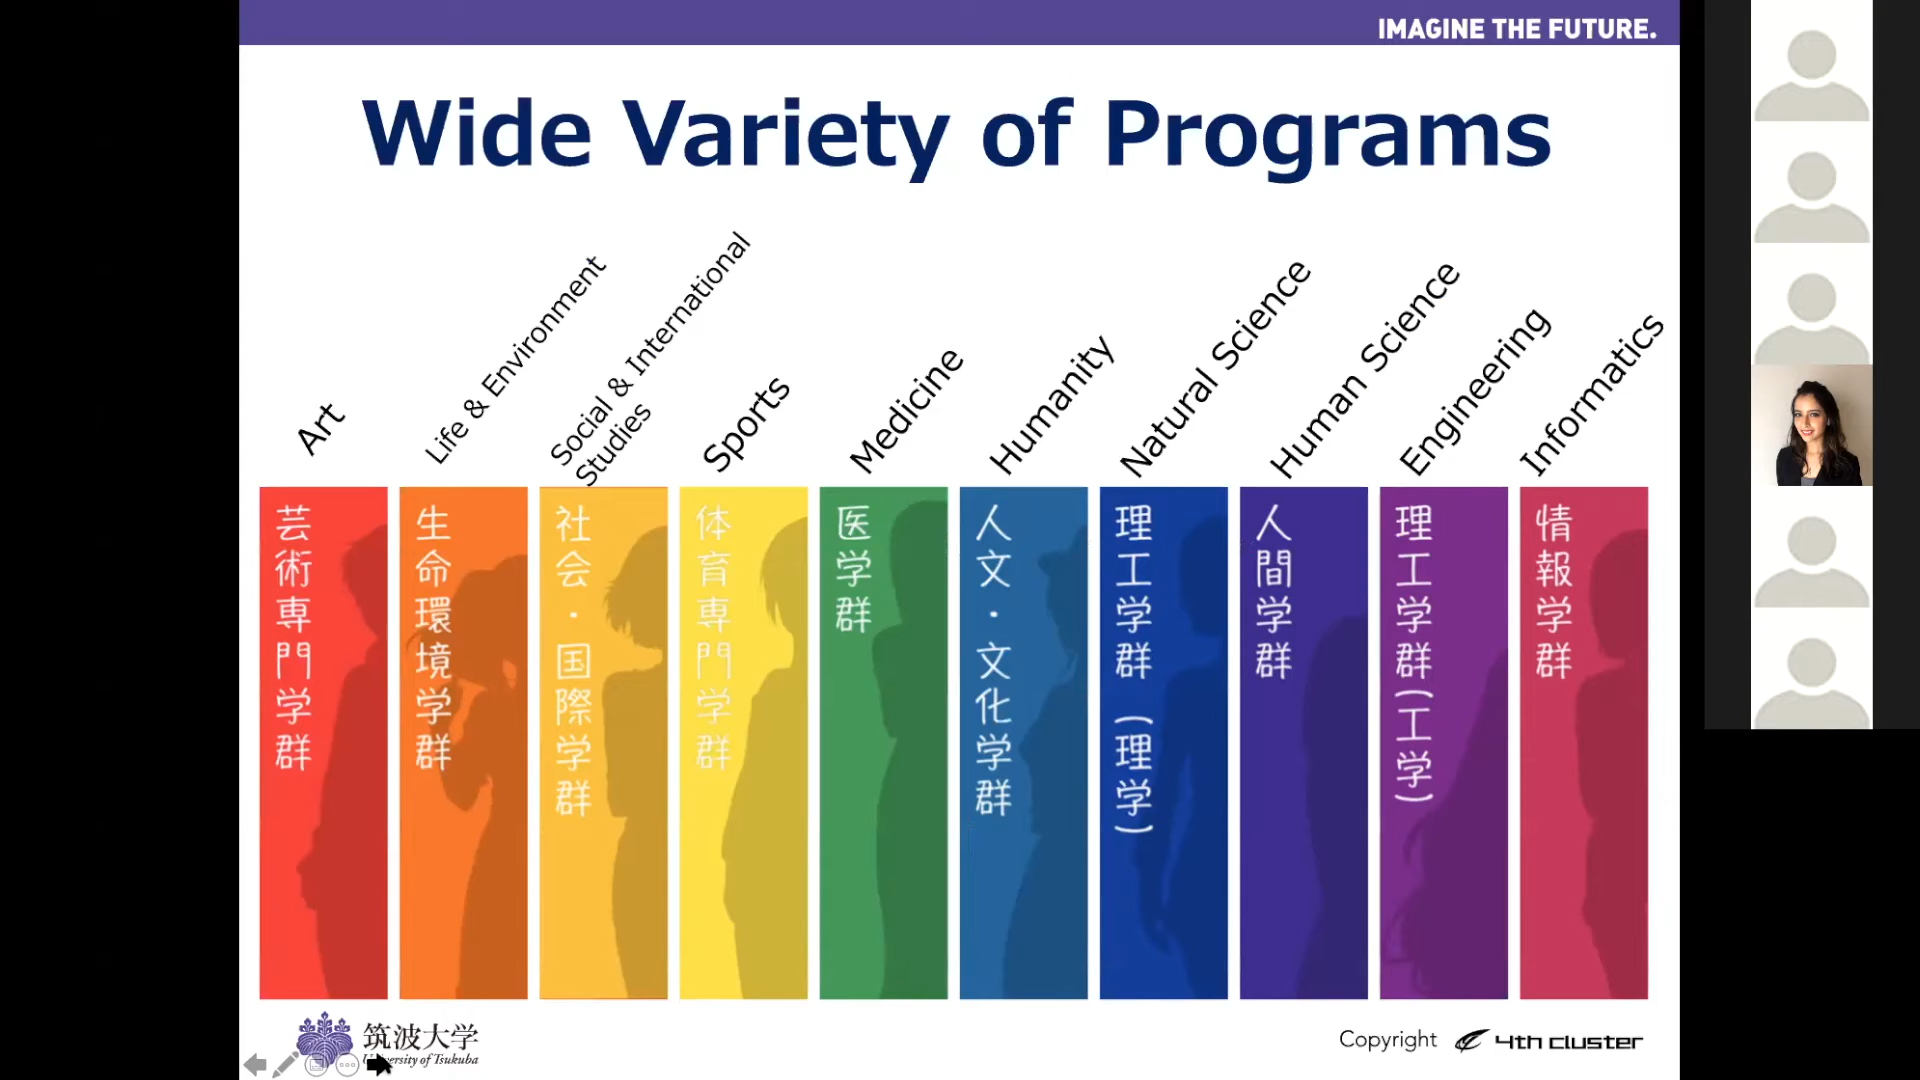 IMAGINE THE FUTURE.
Wide Variety of Programs
Art
Life & Environment
Social & International
Studies
Sports
Medicine
Humanity
Natural Science
Human Science
Engineering
Informatics
芸術専門学群
生命環境学群
社会・国際学群
体育専門学群
医学群
人文・文化学群
理工学群(理学)
人間学群
理工学群(工学)
情報学群
筑波大学
University of Tsukuba
Copyright 4th cluster